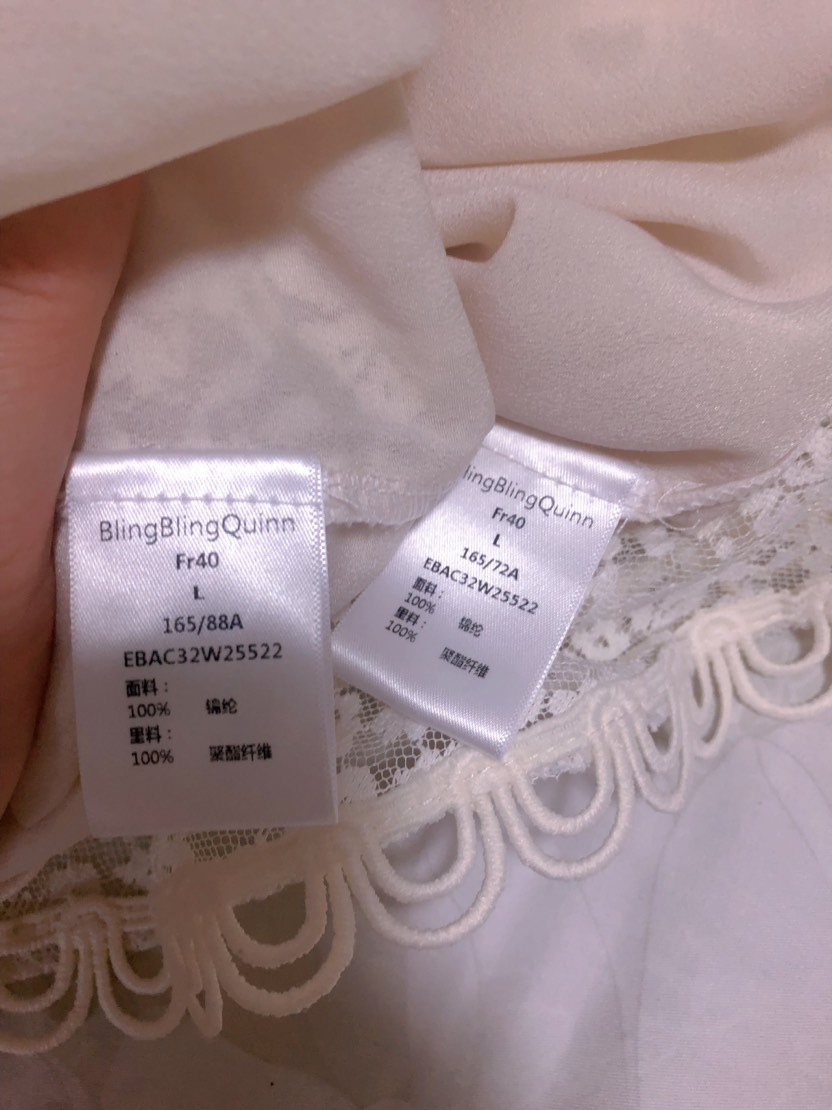 BlingBlingQuinn
Fr40
L
165/88A
EBAC32W25522
面料：
100% 锦纶
里料：
100% 聚酯纤维
lingBlingQuinn
Fr40
L
165/72A
EBAC32W25522
面料：
100% 锦纶
里料：
100% 聚酯纤维